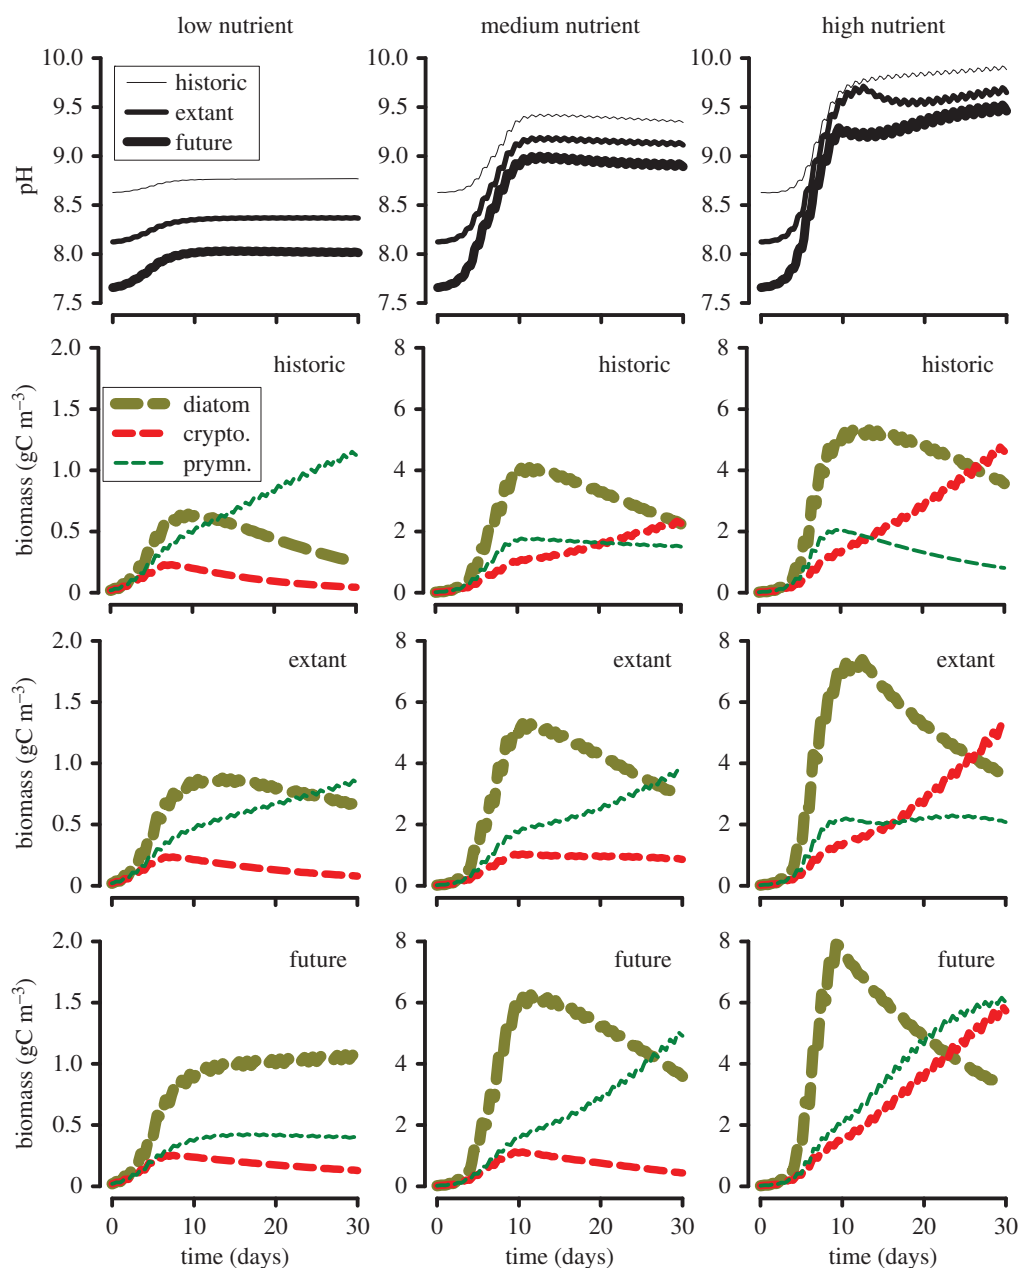 low nutrient medium nutrient high nutrient
10.0 10.0 10.0
historic
9.5 9.5 9.5
extant
future
9.0 9.0 9.0
pH
8.5 8.5 8.5
8.0 8.0 8.0
7.5 7.5 7.5
2.0 8 8
historic historic historic
biomass (gC m⁻³)
diatom
1.5 6 6
crypto.
prymn.
1.0 4 4
0.5 2 2
0 0 0
2.0 8 8
extant extant extant
biomass (gC m⁻³)
1.5 6 6
1.0 4 4
0.5 2 2
0 0 0
2.0 8 8
future future future
biomass (gC m⁻³)
1.5 6 6
1.0 4 4
0.5 2 2
0 0 0
0 10 20 30 0 10 20 30 0 10 20 30
time (days) time (days) time (days)